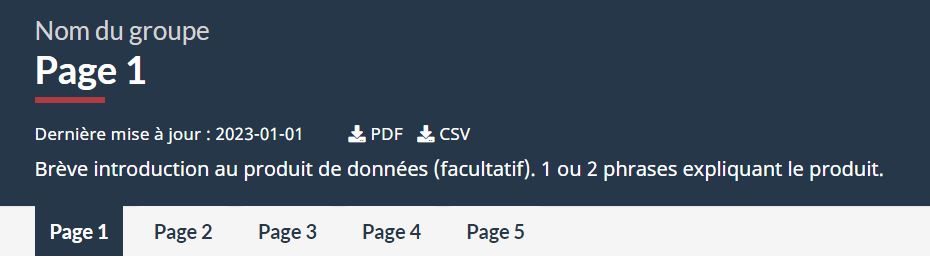 Nom du groupe
Page 1
Dernière mise à jour : 2023-01-01 PDF CSV
Brève introduction au produit de données (facultatif). 1 ou 2 phrases expliquant le produit.
Page 1 Page 2 Page 3 Page 4 Page 5